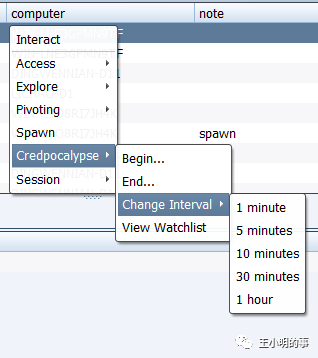 computer
note
Interact
Access
Explore
Pivoting
Spawn
spawn
Credpocalypse
Session
Begin...
End...
Change Interval
View Watchlist
1 minute
5 minutes
10 minutes
30 minutes
1 hour
王小明的事